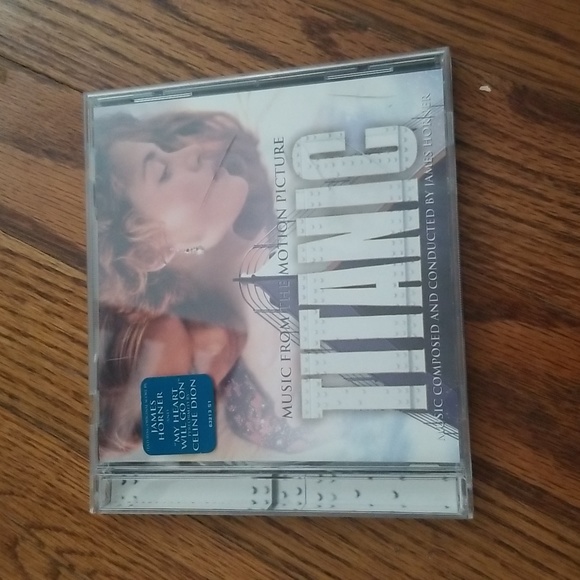 MUSIC FROM THE MOTION PICTURE
TITANIC
MUSIC COMPOSED AND CONDUCTED BY JAMES HORNER
JAMES
HORNER
"MY HEART
WILL GO ON"
CELINE DION